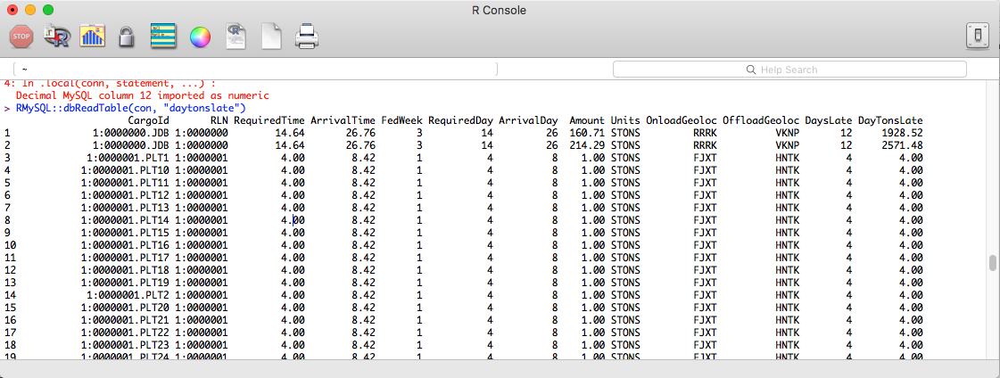 R Console
STOP
R
R
~
Help Search
4: In .local(conn, statement, ...) :
Decimal MySQL column 12 imported as numeric
> RMySQL::dbReadTable(con, "daytonslate")
CargoId RLN RequiredTime ArrivalTime FedWeek RequiredDay ArrivalDay Amount Units OnloadGeoloc OffloadGeoloc DaysLate DayTonsLate
1 1:0000000.JDB 1:0000000 14.64 26.76 3 14 26 160.71 STONS RRRK VKNP 12 1928.52
2 1:0000000.JDB 1:0000000 14.64 26.76 3 14 26 214.29 STONS RRRK VKNP 12 2571.48
3 1:0000001.PLT1 1:0000001 4.00 8.42 1 4 8 1.00 STONS FJXT HNTK 4 4.00
4 1:0000001.PLT10 1:0000001 4.00 8.42 1 4 8 1.00 STONS FJXT HNTK 4 4.00
5 1:0000001.PLT11 1:0000001 4.00 8.42 1 4 8 1.00 STONS FJXT HNTK 4 4.00
6 1:0000001.PLT12 1:0000001 4.00 8.42 1 4 8 1.00 STONS FJXT HNTK 4 4.00
7 1:0000001.PLT13 1:0000001 4.00 8.42 1 4 8 1.00 STONS FJXT HNTK 4 4.00
8 1:0000001.PLT14 1:0000001 4.00 8.42 1 4 8 1.00 STONS FJXT HNTK 4 4.00
9 1:0000001.PLT15 1:0000001 4.00 8.42 1 4 8 1.00 STONS FJXT HNTK 4 4.00
10 1:0000001.PLT16 1:0000001 4.00 8.42 1 4 8 1.00 STONS FJXT HNTK 4 4.00
11 1:0000001.PLT17 1:0000001 4.00 8.42 1 4 8 1.00 STONS FJXT HNTK 4 4.00
12 1:0000001.PLT18 1:0000001 4.00 8.42 1 4 8 1.00 STONS FJXT HNTK 4 4.00
13 1:0000001.PLT19 1:0000001 4.00 8.42 1 4 8 1.00 STONS FJXT HNTK 4 4.00
14 1:0000001.PLT2 1:0000001 4.00 8.42 1 4 8 1.00 STONS FJXT HNTK 4 4.00
15 1:0000001.PLT20 1:0000001 4.00 8.42 1 4 8 1.00 STONS FJXT HNTK 4 4.00
16 1:0000001.PLT21 1:0000001 4.00 8.42 1 4 8 1.00 STONS FJXT HNTK 4 4.00
17 1:0000001.PLT22 1:0000001 4.00 8.42 1 4 8 1.00 STONS FJXT HNTK 4 4.00
18 1:0000001.PLT23 1:0000001 4.00 8.42 1 4 8 1.00 STONS FJXT HNTK 4 4.00
19 1:0000001.PLT24 1:0000001 4.00 8.42 1 4 8 1.00 STONS FJXT HNTK 4 4.00